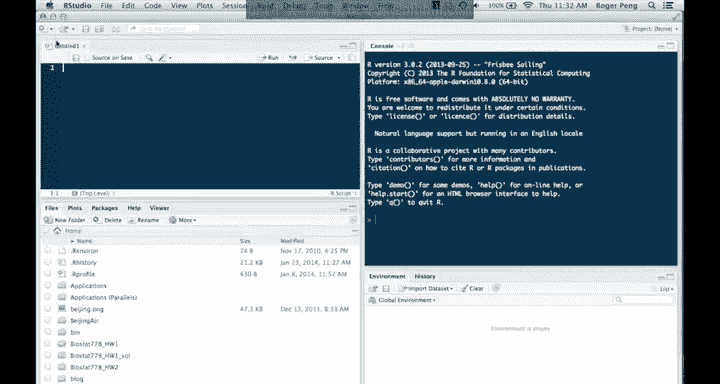 RStudio File Edit Code View Plots Session
100% Thu 11:32 AM Roger Peng
Project: (None)
Untitled1
Source on Save Run Source
1
1:1 (Top Level) R Script
Files Plots Packages Help Viewer
New Folder Delete Rename More
Home
Name Size Modified
.Renviron 74 B Nov 17, 2010, 4:25 PM
.Rhistory 21.2 KB Jan 23, 2014, 11:27 AM
.Rprofile 630 B Jan 8, 2014, 11:52 AM
Applications
Applications (Parallels)
beijing.png 47.3 KB Dec 13, 2011, 8:13 AM
BeijingAir
bin
Biostat778_HW1
Biostat778_HW1_sol
Biostat778_HW2
blog
Console
R version 3.0.2 (2013-09-25) -- "Frisbee Sailing"
Copyright (C) 2013 The R Foundation for Statistical Computing
Platform: x86_64-apple-darwin10.8.0 (64-bit)
R is free software and comes with ABSOLUTELY NO WARRANTY.
You are welcome to redistribute it under certain conditions.
Type 'license()' or 'licence()' for distribution details.
Natural language support but running in an English locale
R is a collaborative project with many contributors.
Type 'contributors()' for more information and
'citation()' on how to cite R or R packages in publications.
Type 'demo()' for some demos, 'help()' for on-line help, or
'help.start()' for an HTML browser interface to help.
Type 'q()' to quit R.
>
Environment History
Import Dataset Clear List
Global Environment
Environment is empty